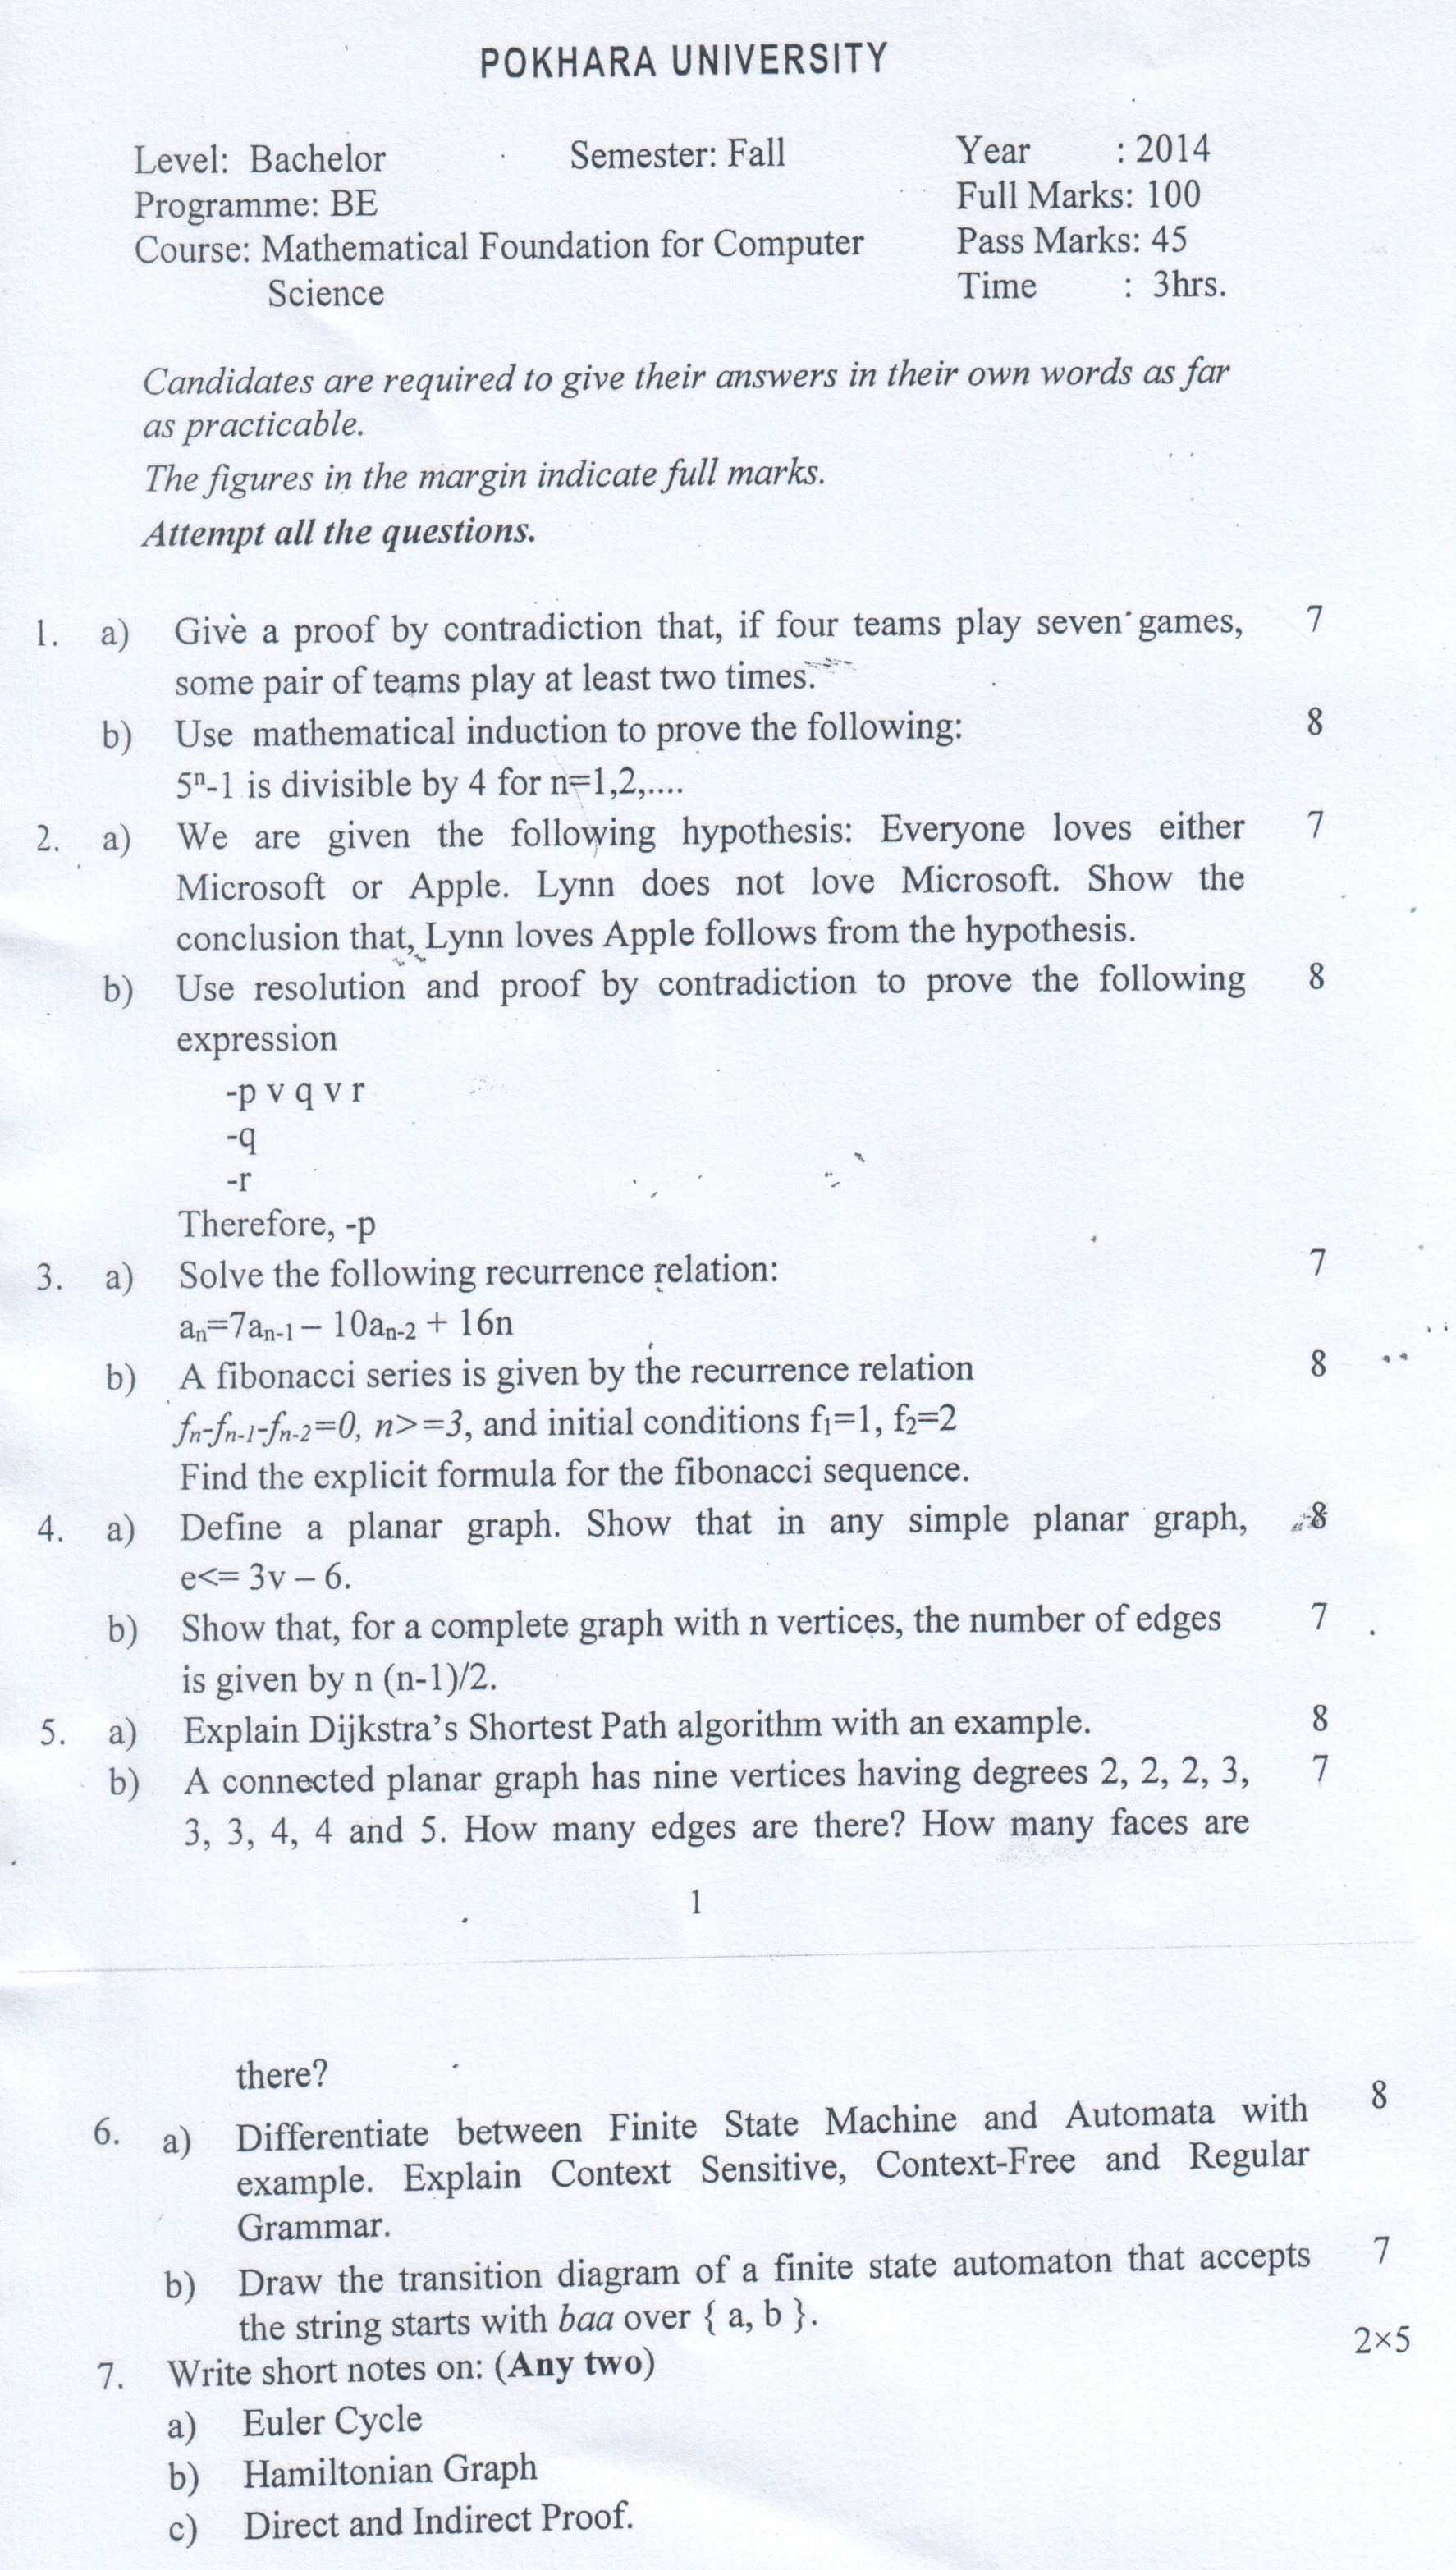 POKHARA UNIVERSITY
Level: Bachelor Semester: Fall Year : 2014
Programme: BE Full Marks: 100
Course: Mathematical Foundation for Computer Pass Marks: 45
Science Time : 3hrs.
Candidates are required to give their answers in their own words as far
as practicable.
The figures in the margin indicate full marks.
Attempt all the questions.
1. a) Give a proof by contradiction that, if four teams play seven games, 7
some pair of teams play at least two times.
b) Use mathematical induction to prove the following: 8
5ⁿ-1 is divisible by 4 for n=1,2,....
2. a) We are given the following hypothesis: Everyone loves either 7
Microsoft or Apple. Lynn does not love Microsoft. Show the
conclusion that, Lynn loves Apple follows from the hypothesis.
b) Use resolution and proof by contradiction to prove the following 8
expression
-p v q v r
-q
-r
Therefore, -p
3. a) Solve the following recurrence relation: 7
aₙ=7aₙ₋₁ – 10aₙ₋₂ + 16n
b) A fibonacci series is given by the recurrence relation 8
fₙ-fₙ₋₁-fₙ₋₂=0, n>=3, and initial conditions f₁=1, f₂=2
Find the explicit formula for the fibonacci sequence.
4. a) Define a planar graph. Show that in any simple planar graph, 8
e<= 3v – 6.
b) Show that, for a complete graph with n vertices, the number of edges 7
is given by n (n-1)/2.
5. a) Explain Dijkstra's Shortest Path algorithm with an example. 8
b) A connected planar graph has nine vertices having degrees 2, 2, 2, 3, 7
3, 3, 4, 4 and 5. How many edges are there? How many faces are
1
there?
6. a) Differentiate between Finite State Machine and Automata with 8
example. Explain Context Sensitive, Context-Free and Regular
Grammar.
b) Draw the transition diagram of a finite state automaton that accepts 7
the string starts with baa over { a, b }.
7. Write short notes on: (Any two) 2×5
a) Euler Cycle
b) Hamiltonian Graph
c) Direct and Indirect Proof.